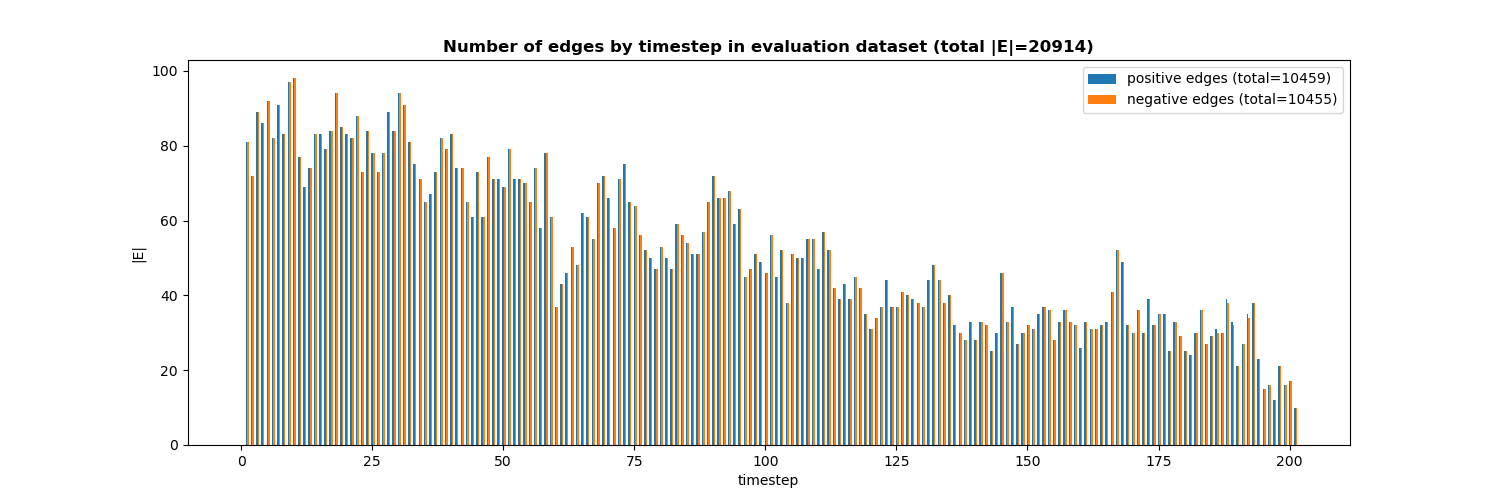 Number of edges by timestep in evaluation dataset (total |E|=20914)
positive edges (total=10459)
negative edges (total=10455)
|E|
100
80
60
40
20
0
0 25 50 75 100 125 150 175 200
timestep